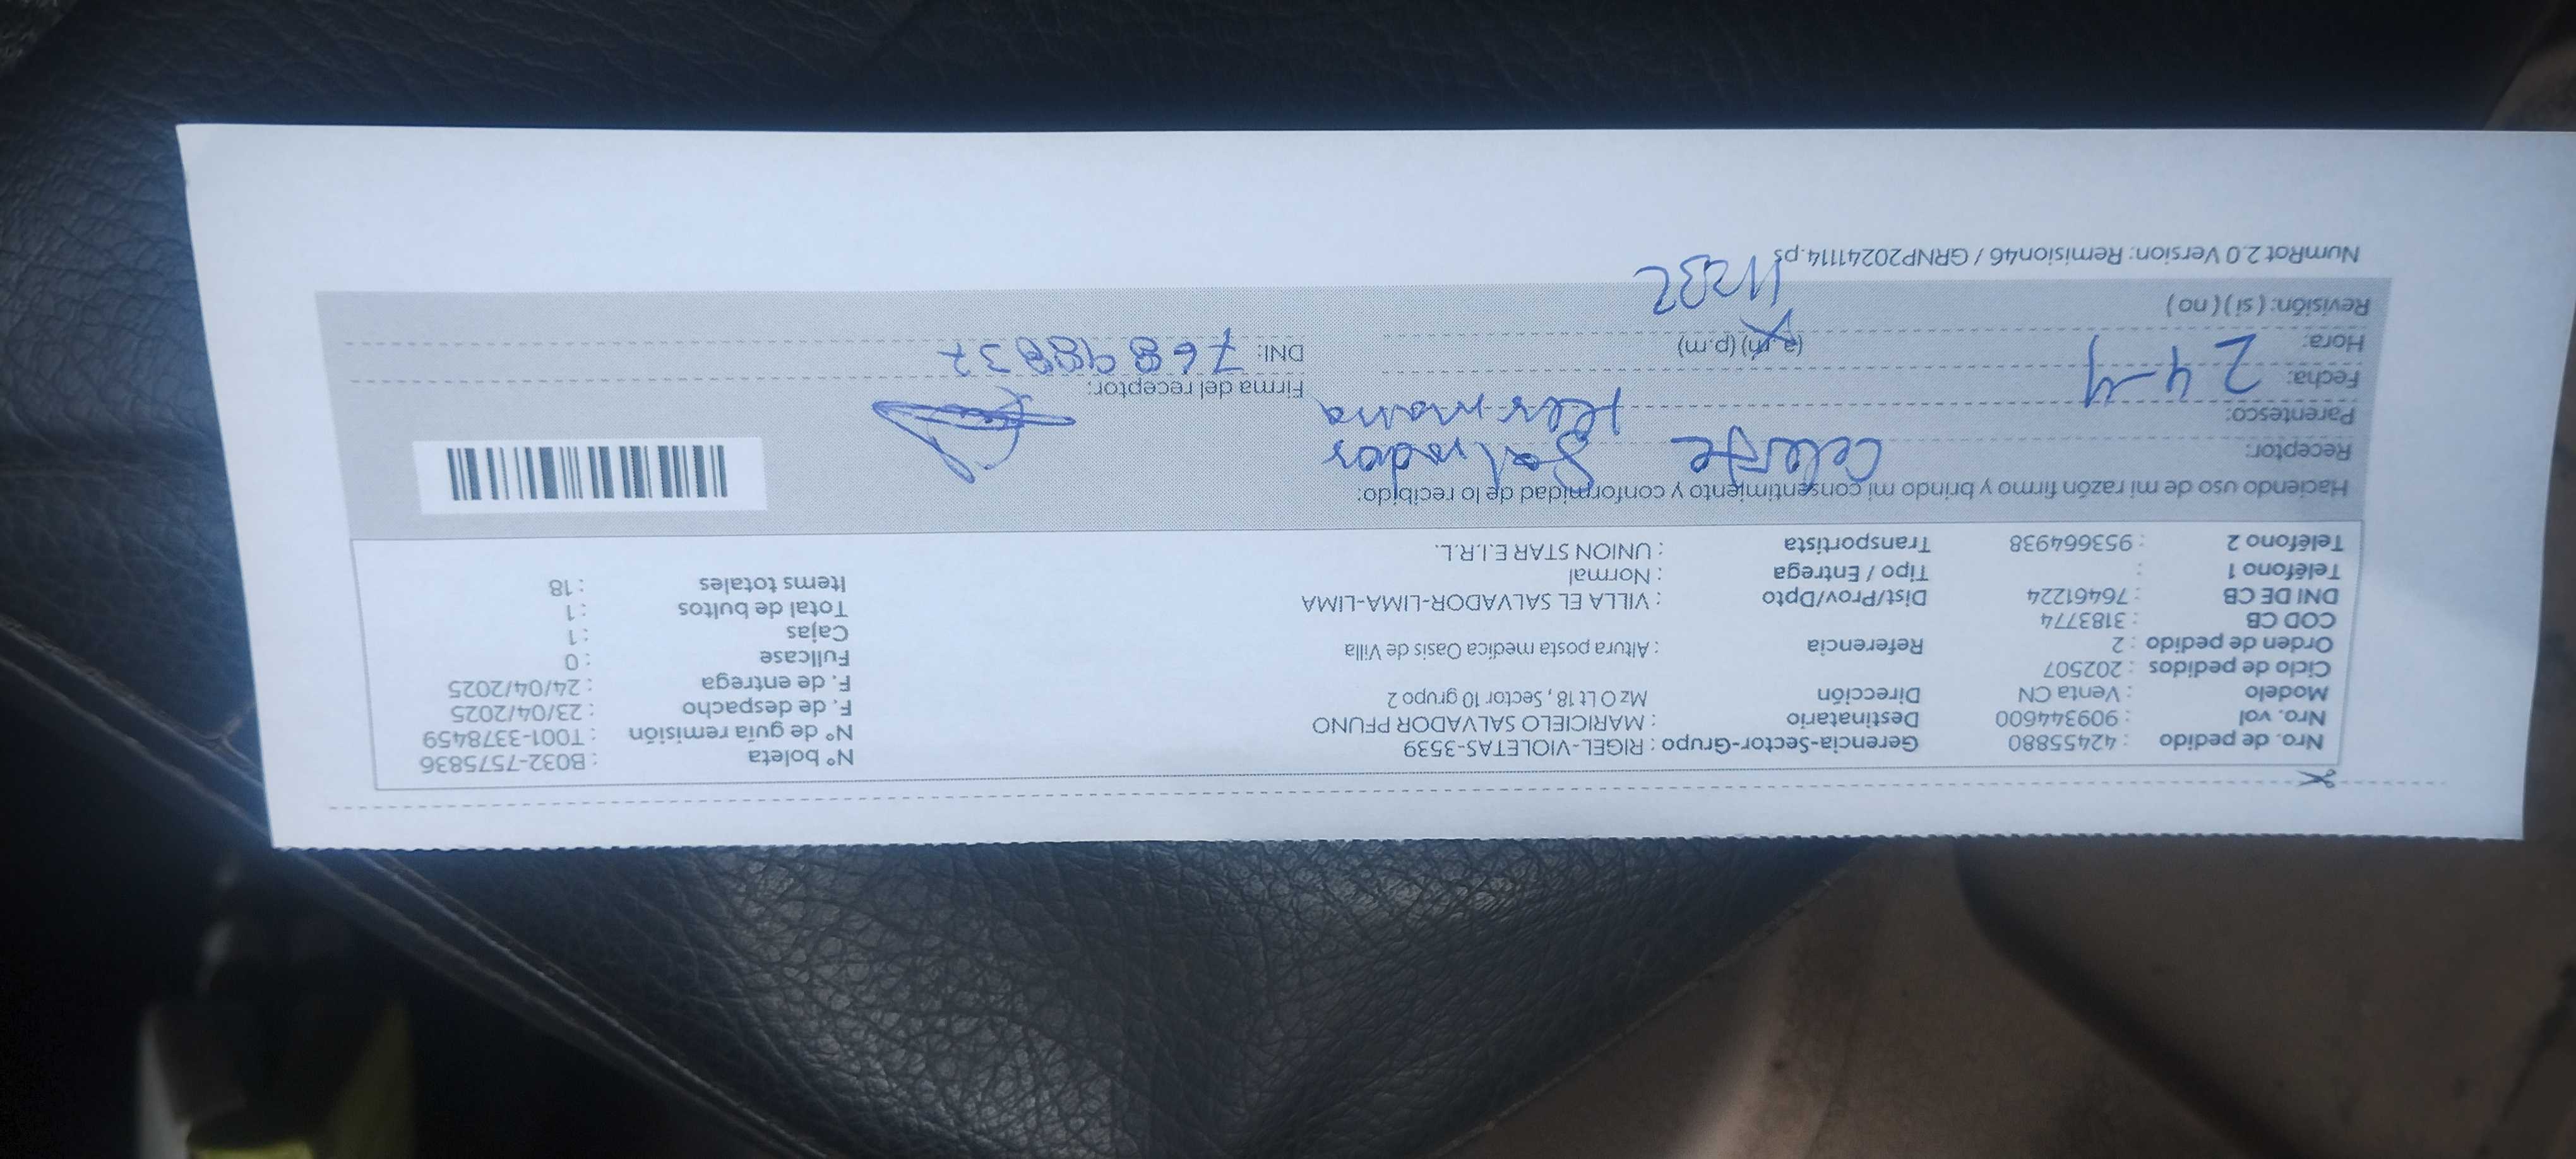 Nro. de pedido : 42455880 Gerencia-Sector-Grupo : RIGEL-VIOLETAS-3539 N° boleta : B032-7575836
Nro. vol : 909344600 Destinatario : MARICIELO SALVADOR PFUNO N° de guía remisión : T001-3378459
Modelo : Venta CN Dirección Mz O Lt 18, Sector 10 grupo 2 F. de despacho : 23/04/2025
Ciclo de pedidos : 202507 F. de entrega : 24/04/2025
Orden de pedido : 2 Referencia : Altura posta medica Oasis de Villa Fullcase : 0
COD CB : 3183774 Cajas : 1
DNI DE CB : 76461224 Dist/Prov/Dpto : VILLA EL SALVADOR-LIMA-LIMA Total de bultos : 1
Teléfono 1 : Tipo / Entrega : Normal Items totales : 18
Teléfono 2 : 953664938 Transportista : UNION STAR E.I.R.L.
Haciendo uso de mi razón firmo y brindo mi consentimiento y conformidad de lo recibido:
Receptor: Celeste Salvador
Parentesco: Hermana
Fecha: 24-4 Firma del receptor:
Hora: (a.m) (p.m) DNI: 76898837
Revisión: ( si ) ( no )
NumRot 2.0 Version: Remision46 / GRNP20241114.ps